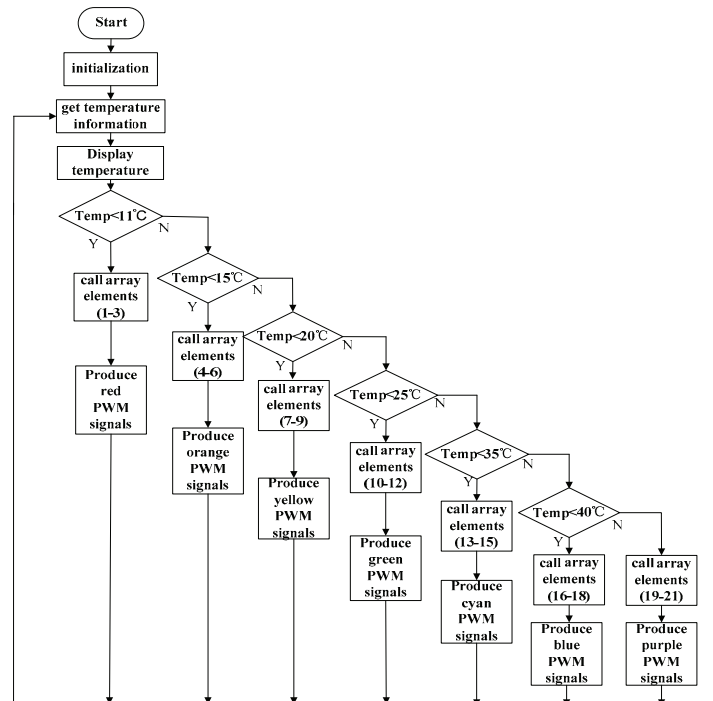 Start
initialization
get temperature
information
Display
temperature
Temp<11℃
Y
N
call array
elements
(1-3)
Produce
red
PWM
signals
Temp<15℃
Y
N
call array
elements
(4-6)
Produce
orange
PWM
signals
Temp<20℃
Y
N
call array
elements
(7-9)
Produce
yellow
PWM
signals
Temp<25℃
Y
N
call array
elements
(10-12)
Produce
green
PWM
signals
Temp<35℃
Y
N
call array
elements
(13-15)
Produce
cyan
PWM
signals
Temp<40℃
Y
N
call array
elements
(16-18)
Produce
blue
PWM
signals
call array
elements
(19-21)
Produce
purple
PWM
signals